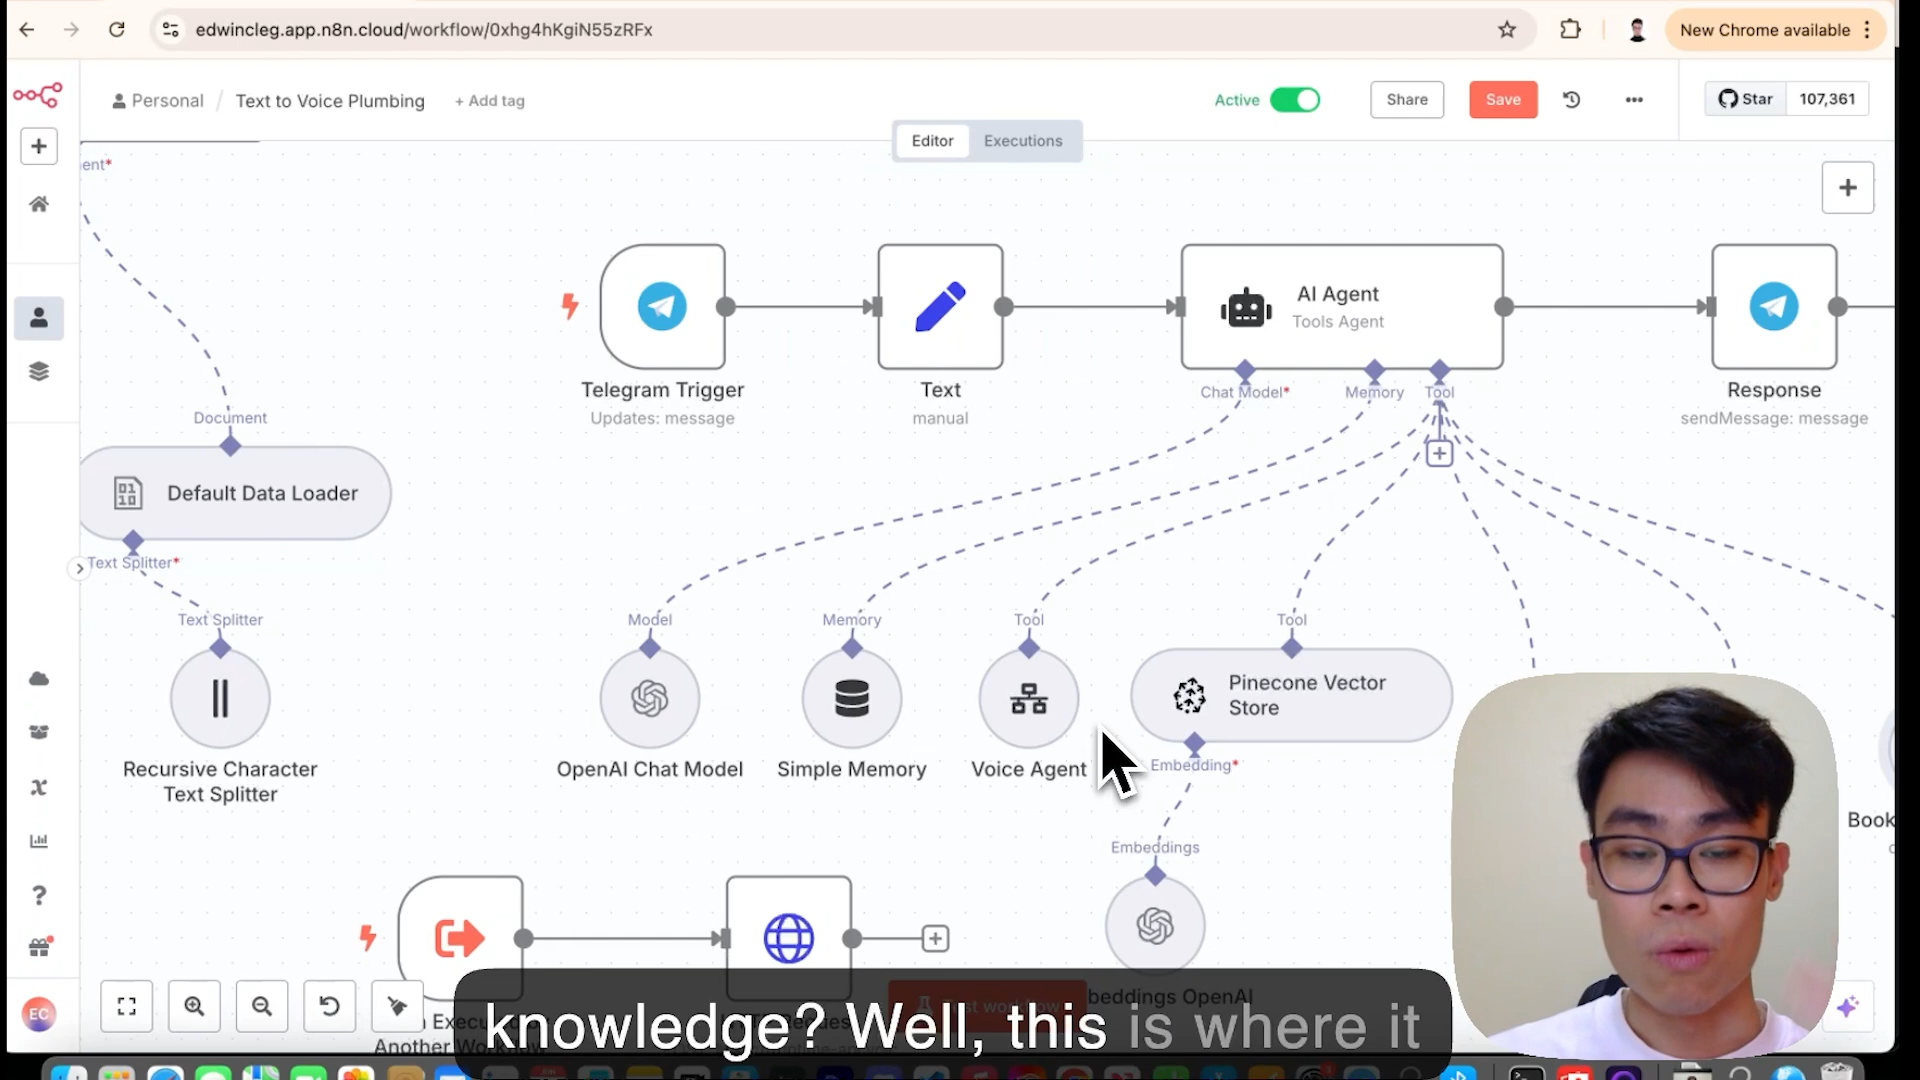 edwincleg.app.n8n.cloud/workflow/0xhg4hKgiN55zRFx
New Chrome available
Personal / Text to Voice Plumbing + Add tag
Active
Share
Save
Star
107,361
Editor
Executions
ent*
AI Agent
Tools Agent
Telegram Trigger
Updates: message
Text
manual
Chat Model*
Memory
Tool
Response
sendMessage: message
Document
Default Data Loader
Text Splitter*
Text Splitter
Model
Memory
Tool
Tool
Pinecone Vector
Store
Recursive Character
Text Splitter
OpenAI Chat Model
Simple Memory
Voice Agent
Embedding*
Book
Embeddings
EC
beddings OpenAI
knowledge? Well, this is where it
Another Workflow